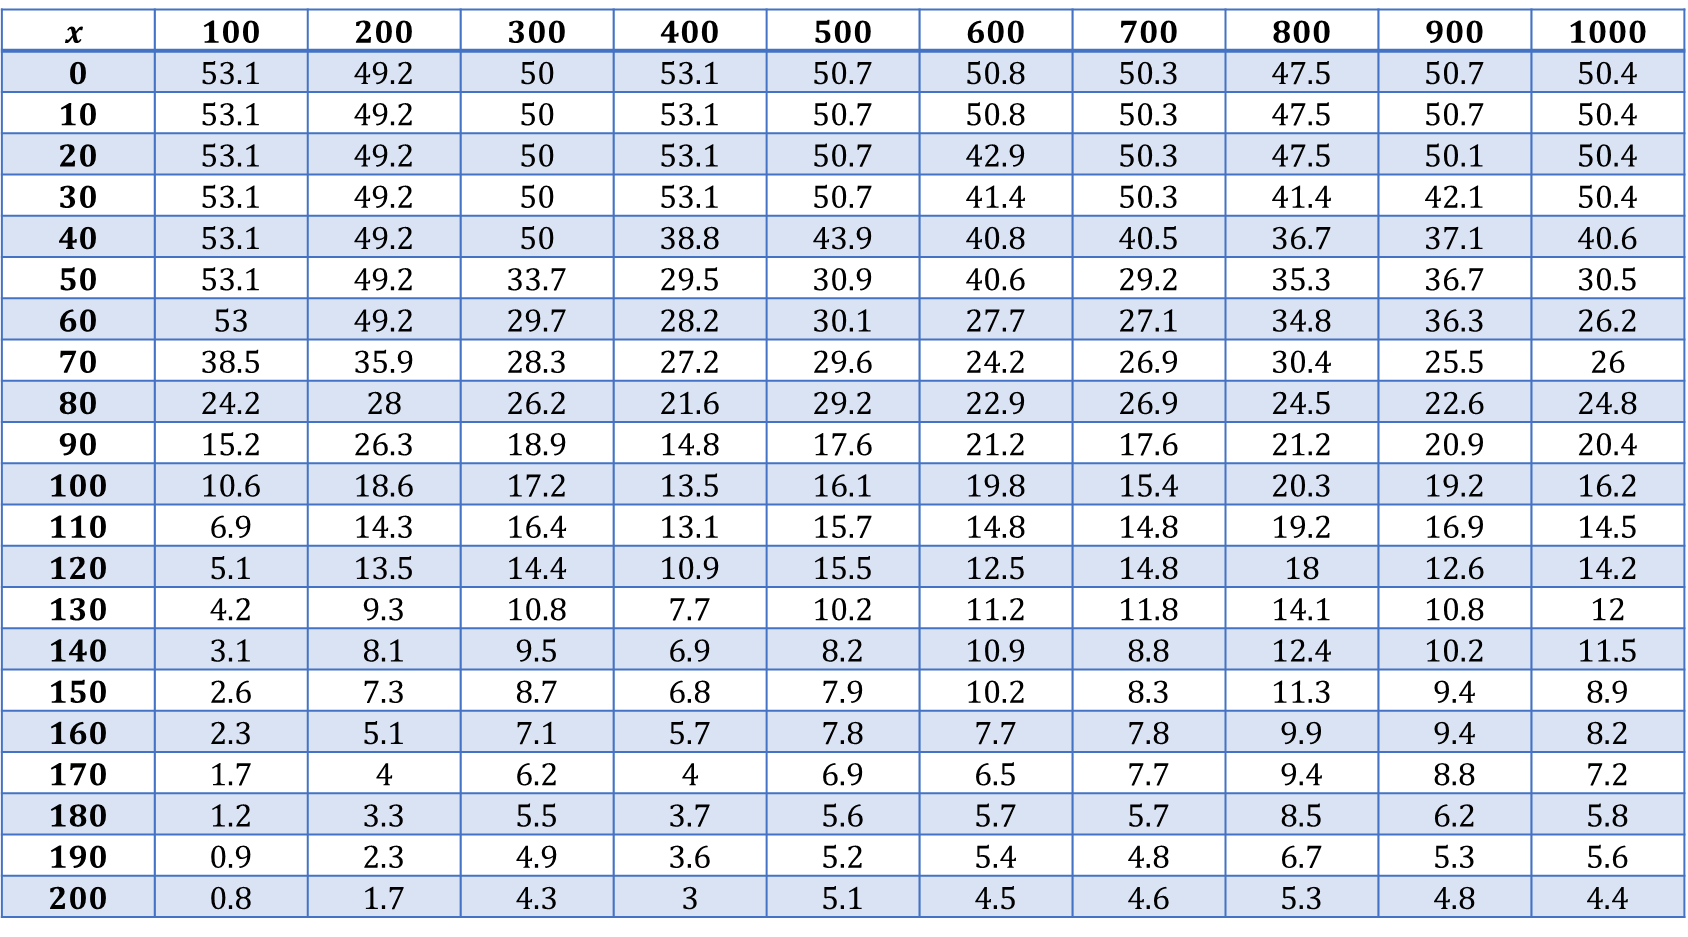 x 100 200 300 400 500 600 700 800 900 1000
0 53.1 49.2 50 53.1 50.7 50.8 50.3 47.5 50.7 50.4
10 53.1 49.2 50 53.1 50.7 50.8 50.3 47.5 50.7 50.4
20 53.1 49.2 50 53.1 50.7 42.9 50.3 47.5 50.1 50.4
30 53.1 49.2 50 53.1 50.7 41.4 50.3 41.4 42.1 50.4
40 53.1 49.2 50 38.8 43.9 40.8 40.5 36.7 37.1 40.6
50 53.1 49.2 33.7 29.5 30.9 40.6 29.2 35.3 36.7 30.5
60 53 49.2 29.7 28.2 30.1 27.7 27.1 34.8 36.3 26.2
70 38.5 35.9 28.3 27.2 29.6 24.2 26.9 30.4 25.5 26
80 24.2 28 26.2 21.6 29.2 22.9 26.9 24.5 22.6 24.8
90 15.2 26.3 18.9 14.8 17.6 21.2 17.6 21.2 20.9 20.4
100 10.6 18.6 17.2 13.5 16.1 19.8 15.4 20.3 19.2 16.2
110 6.9 14.3 16.4 13.1 15.7 14.8 14.8 19.2 16.9 14.5
120 5.1 13.5 14.4 10.9 15.5 12.5 14.8 18 12.6 14.2
130 4.2 9.3 10.8 7.7 10.2 11.2 11.8 14.1 10.8 12
140 3.1 8.1 9.5 6.9 8.2 10.9 8.8 12.4 10.2 11.5
150 2.6 7.3 8.7 6.8 7.9 10.2 8.3 11.3 9.4 8.9
160 2.3 5.1 7.1 5.7 7.8 7.7 7.8 9.9 9.4 8.2
170 1.7 4 6.2 4 6.9 6.5 7.7 9.4 8.8 7.2
180 1.2 3.3 5.5 3.7 5.6 5.7 5.7 8.5 6.2 5.8
190 0.9 2.3 4.9 3.6 5.2 5.4 4.8 6.7 5.3 5.6
200 0.8 1.7 4.3 3 5.1 4.5 4.6 5.3 4.8 4.4